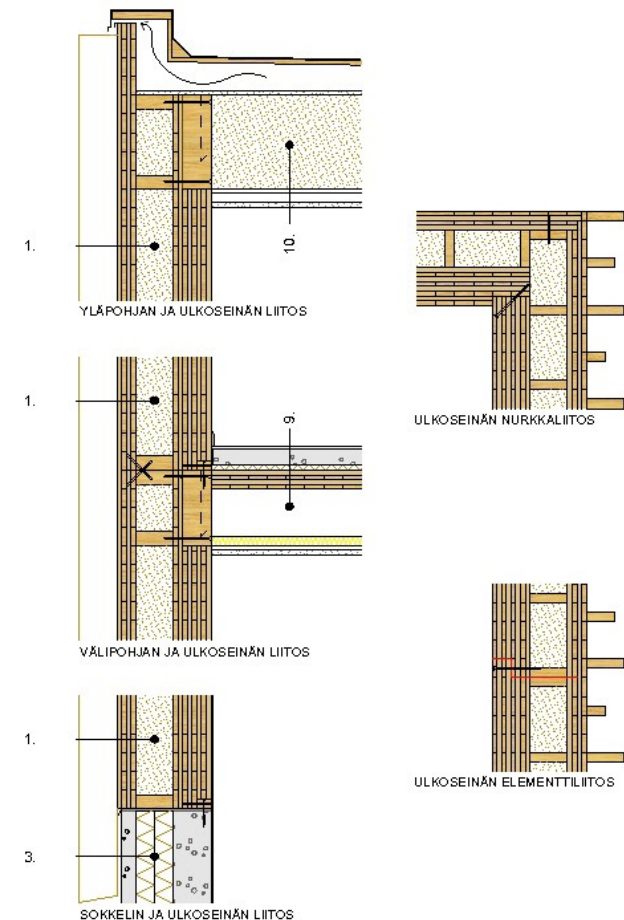 1.
10.
YLÄPOHJAN JA ULKOSEINÄN LIITOS
1.
9.
VÄLIPOHJAN JA ULKOSEINÄN LIITOS
1.
3.
SOKKELIN JA ULKOSEINÄN LIITOS
ULKOSEINÄN NURKKALIITOS
ULKOSEINÄN ELEMENTTILIITOS